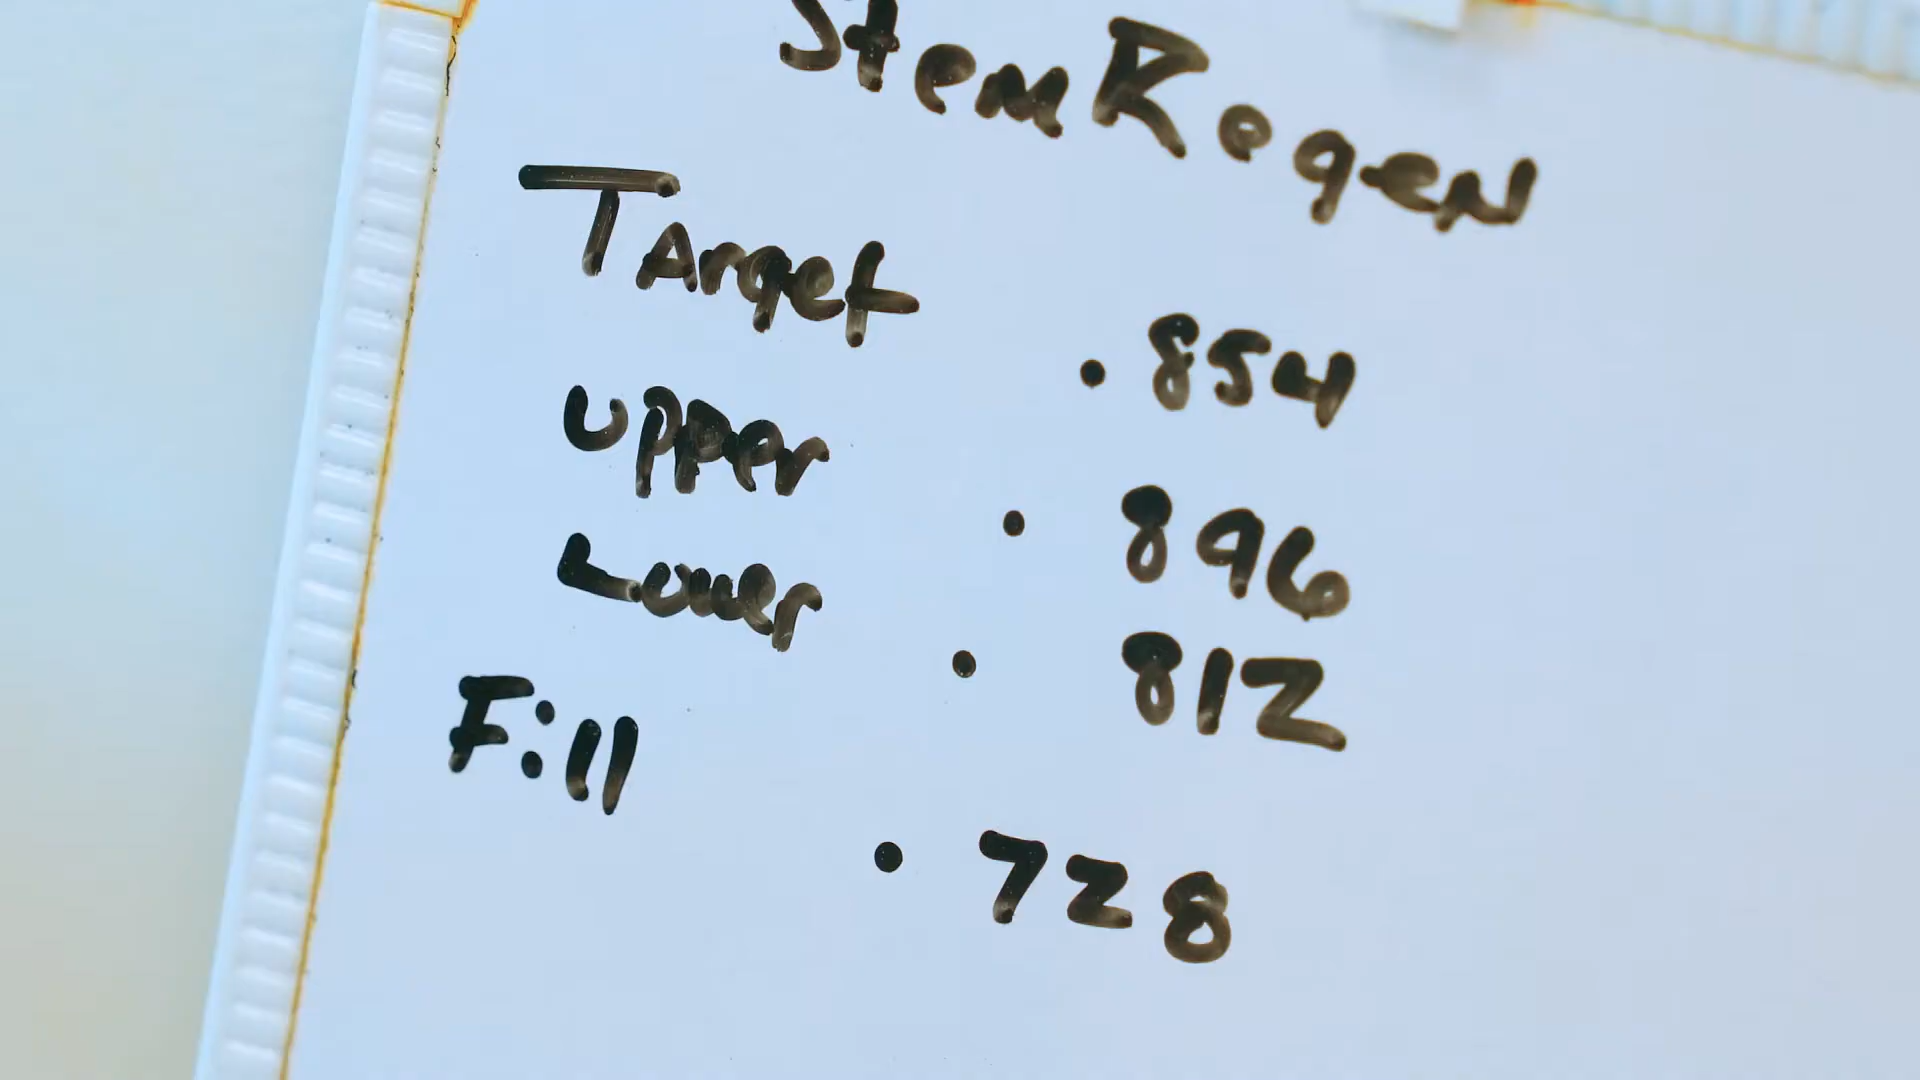 StemRegen
Target .854
Upper .896
Lower .812
Fill .728